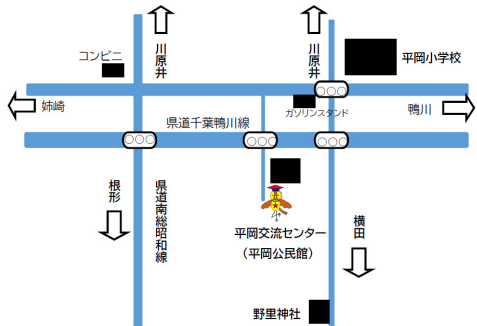 川原井
川原井
コンビニ
平岡小学校
姉崎
ガソリンスタンド
鴨川
県道千葉鴨川線
根形
県道南総昭和線
横田
平岡交流センター
（平岡公民館）
野里神社